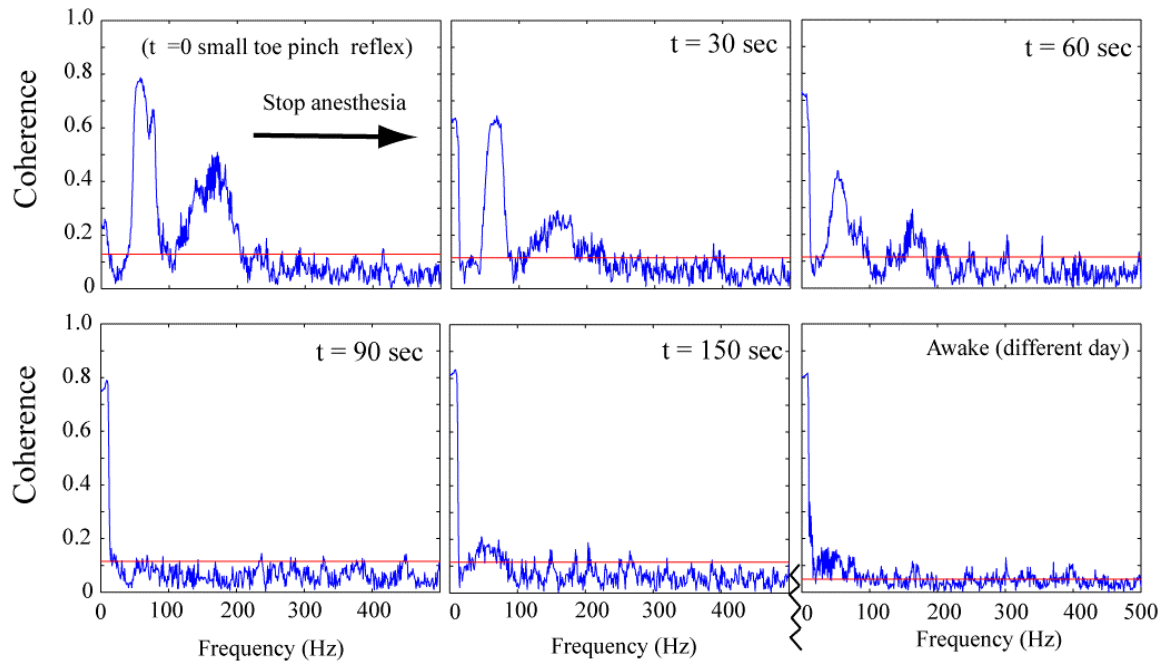 1.0
0.8
0.6
0.4
0.2
0
Coherence
(t =0 small toe pinch reflex)
Stop anesthesia
t = 30 sec
t = 60 sec
1.0
0.8
0.6
0.4
0.2
0
Coherence
t = 90 sec
t = 150 sec
Awake (different day)
0 100 200 300 400
0 100 200 300 400
0 100 200 300 400 500
Frequency (Hz)
Frequency (Hz)
Frequency (Hz)